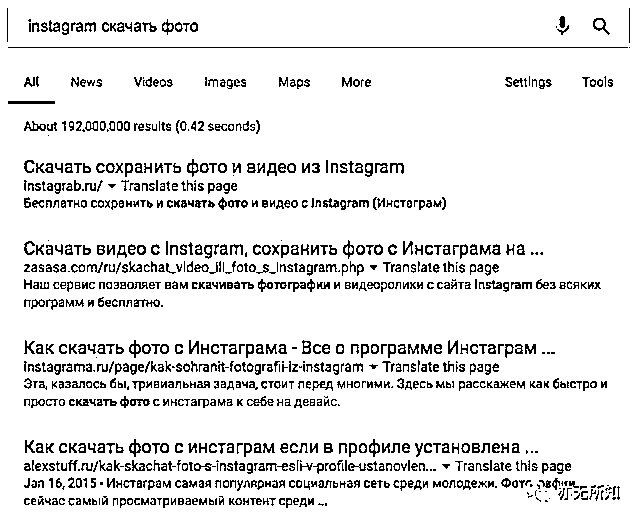 instagram скачать фото
All News Videos Images Maps More Settings Tools
About 192,000,000 results (0.42 seconds)
Скачать сохранить фото и видео из Instagram
instagrab.ru/ ▾ Translate this page
Бесплатно сохранить и скачать фото и видео с Instagram (Инстаграм)
Скачать видео с Instagram, сохранить фото с Инстаграма на ...
zasasa.com/ru/skachat_video_ili_foto_s_instagram.php ▾ Translate this page
Наш сервис позволяет вам скачивать фотографии и видеоролики с сайта Instagram без всяких
программ и бесплатно.
Как скачать фото с Инстаграма - Все о программе Инстаграм ...
instagrama.ru/page/kak-sohranit-fotografii-iz-instagram ▾ Translate this page
Эта, казалось бы, тривиальная задача, стоит перед многими. Здесь мы расскажем как быстро и
просто скачать фото с инстаграма к себе на девайс.
Как скачать фото с инстаграм если в профиле установлена ...
alexstuff.ru/kak-skachat-foto-s-instagram-esli-v-profile-ustanovlen... ▾ Translate this page
Jan 16, 2015 - Инстаграм самая популярная социальная сеть среди молодежи. Фотографии,
сейчас самый просматриваемый контент среди ...
亦无所知